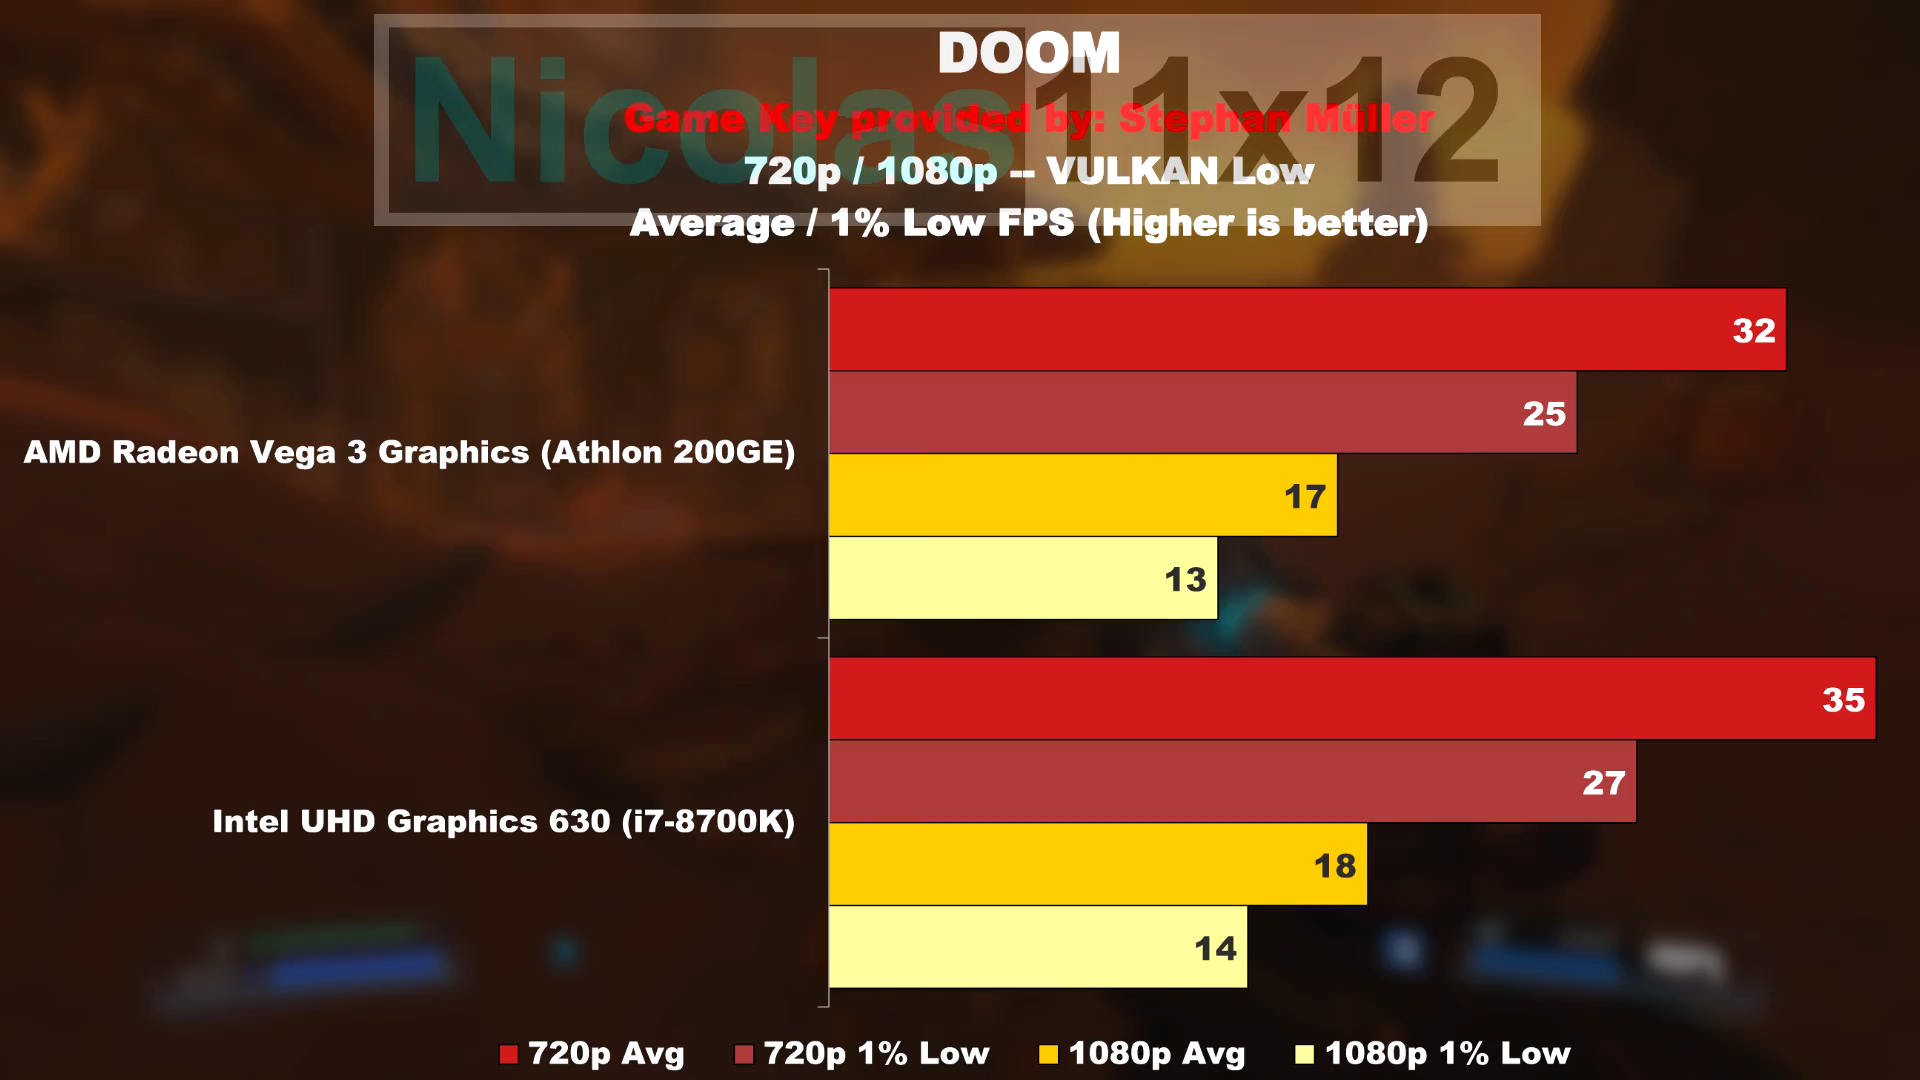 Nicolas11x12
DOOM
Game Key provided by: Stephan Müller
720p / 1080p -- VULKAN Low
Average / 1% Low FPS (Higher is better)
AMD Radeon Vega 3 Graphics (Athlon 200GE)
32
25
17
13
Intel UHD Graphics 630 (i7-8700K)
35
27
18
14
720p Avg
720p 1% Low
1080p Avg
1080p 1% Low